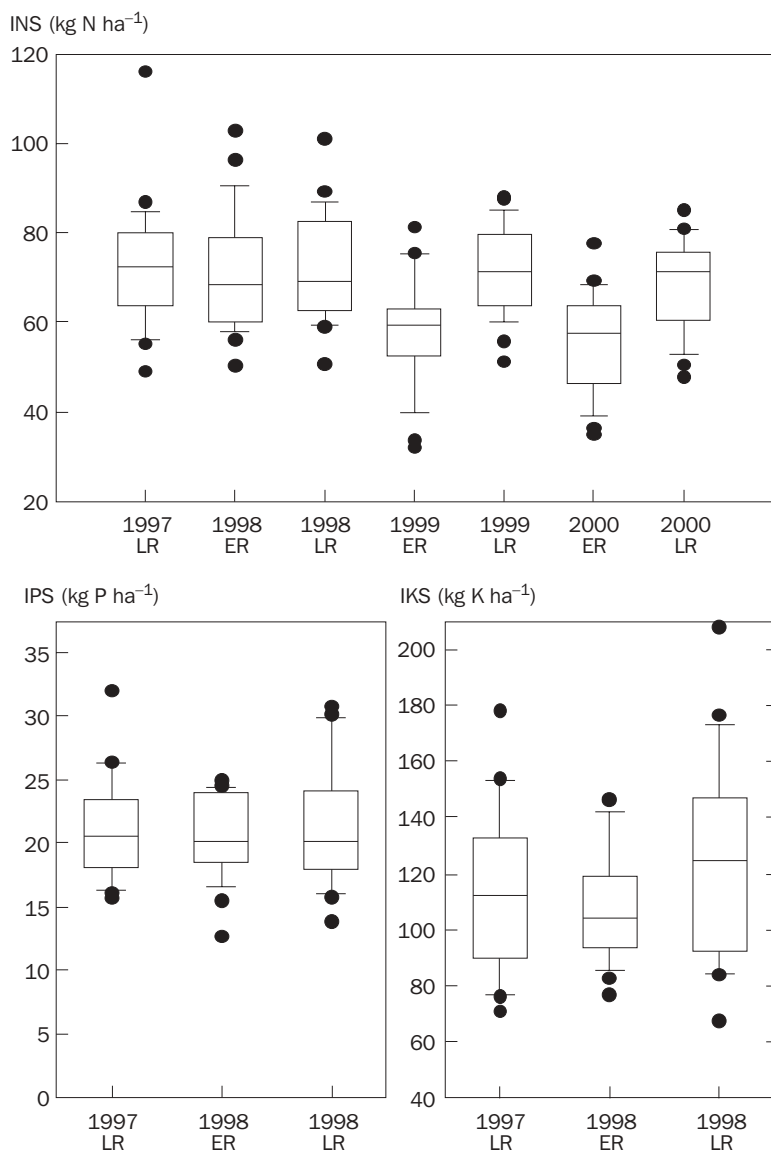 INS (kg N ha⁻¹)
120
100
80
60
40
20
1997 1998 1998 1999 1999 2000 2000
LR ER LR ER LR ER LR
IPS (kg P ha⁻¹) IKS (kg K ha⁻¹)
35
30
25
20
15
10
5
0
200
180
160
140
120
100
80
60
40
1997 1998 1998
LR ER LR
1997 1998 1998
LR ER LR